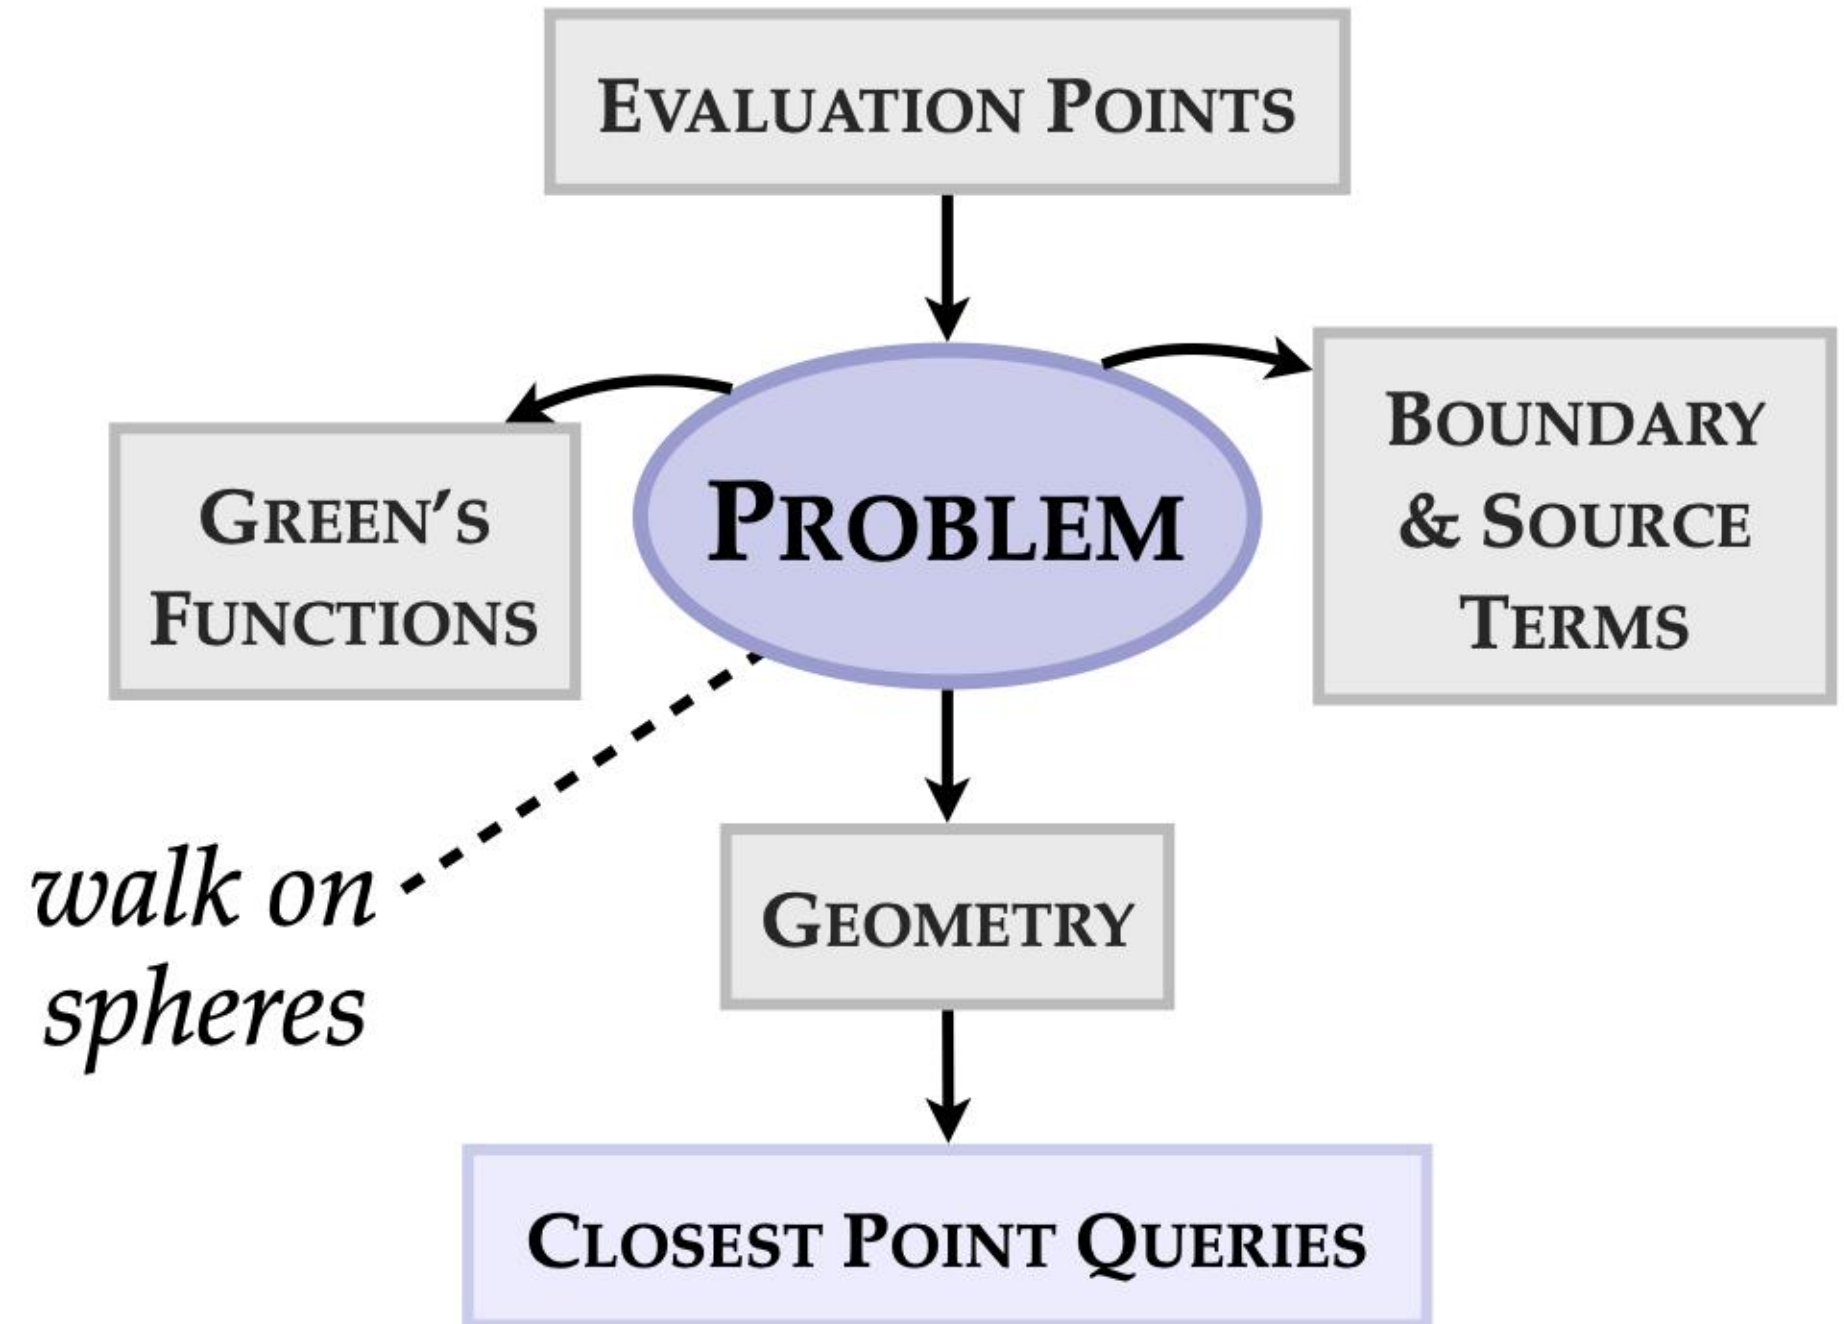 EVALUATION POINTS
GREEN’S
FUNCTIONS
PROBLEM
BOUNDARY
& SOURCE
TERMS
walk on
spheres
GEOMETRY
CLOSEST POINT QUERIES